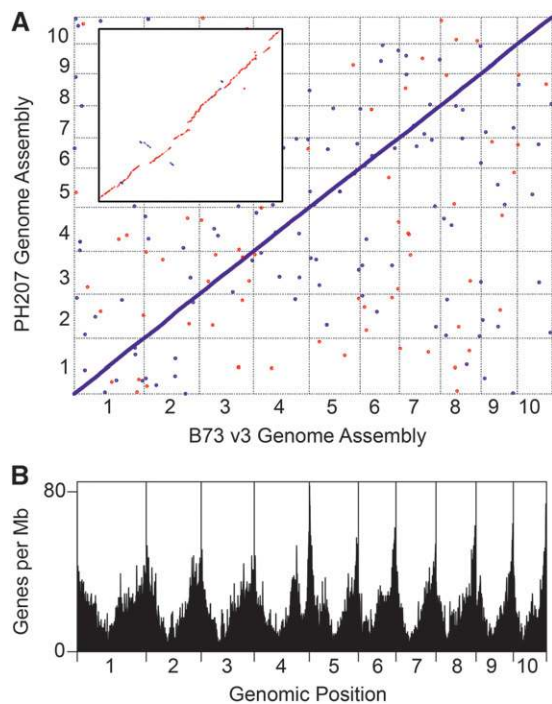 A
PH207 Genome Assembly
10
9
8
7
6
5
4
3
2
1
1 2 3 4 5 6 7 8 9 10
B73 v3 Genome Assembly
B
Genes per Mb
80
0
1 2 3 4 5 6 7 8 9 10
Genomic Position